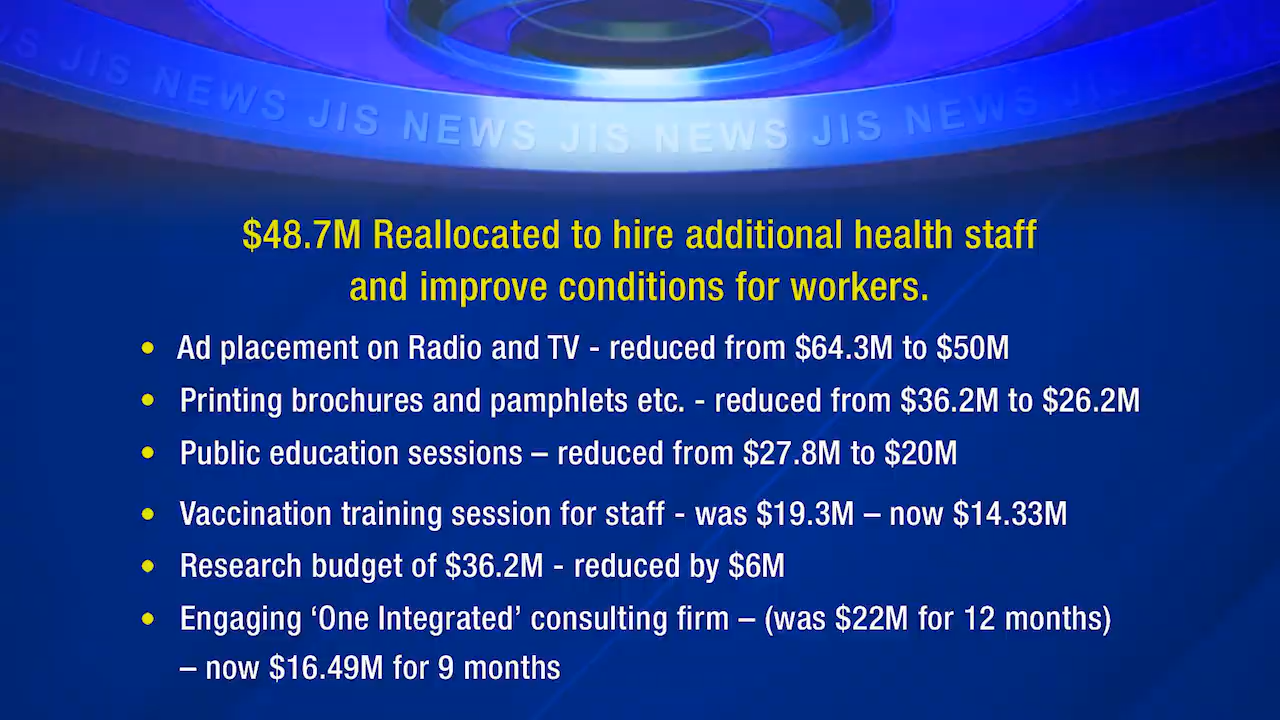 JIS NEWS JIS NEWS JIS NEWS JIS NEWS
$48.7M Reallocated to hire additional health staff
and improve conditions for workers.
• Ad placement on Radio and TV - reduced from $64.3M to $50M
• Printing brochures and pamphlets etc. - reduced from $36.2M to $26.2M
• Public education sessions – reduced from $27.8M to $20M
• Vaccination training session for staff - was $19.3M – now $14.33M
• Research budget of $36.2M - reduced by $6M
• Engaging ‘One Integrated’ consulting firm – (was $22M for 12 months)
– now $16.49M for 9 months